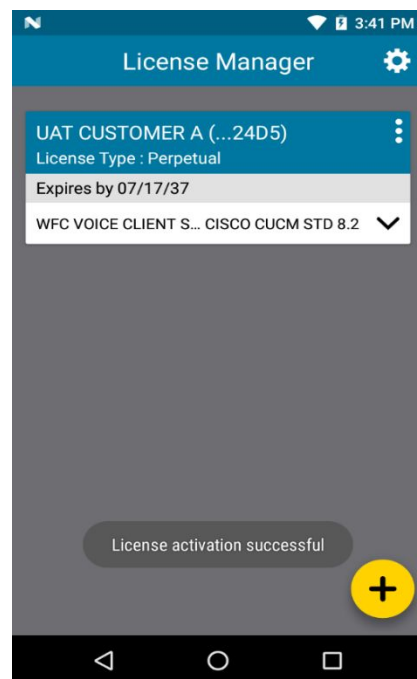 3:41 PM
License Manager
UAT CUSTOMER A (...24D5)
License Type : Perpetual
Expires by 07/17/37
WFC VOICE CLIENT S... CISCO CUCM STD 8.2
License activation successful